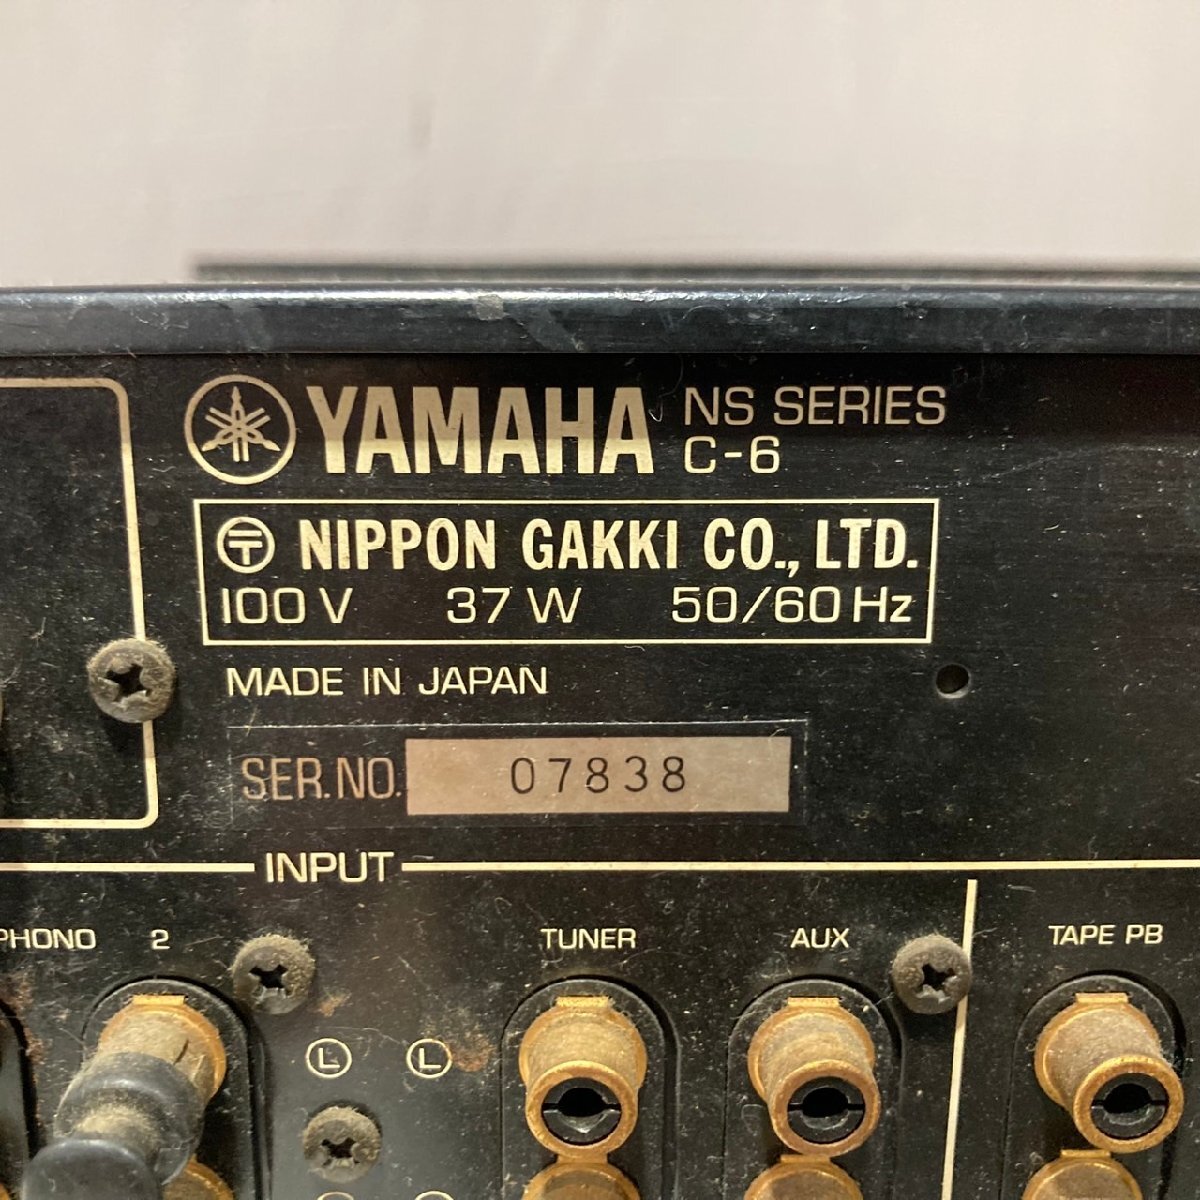 YAMAHA NS SERIES
C-6
NIPPON GAKKI CO., LTD.
100 V 37 W 50/60 Hz
MADE IN JAPAN
SER.NO. 07838
INPUT
PHONO 2 TUNER AUX TAPE PB
L L